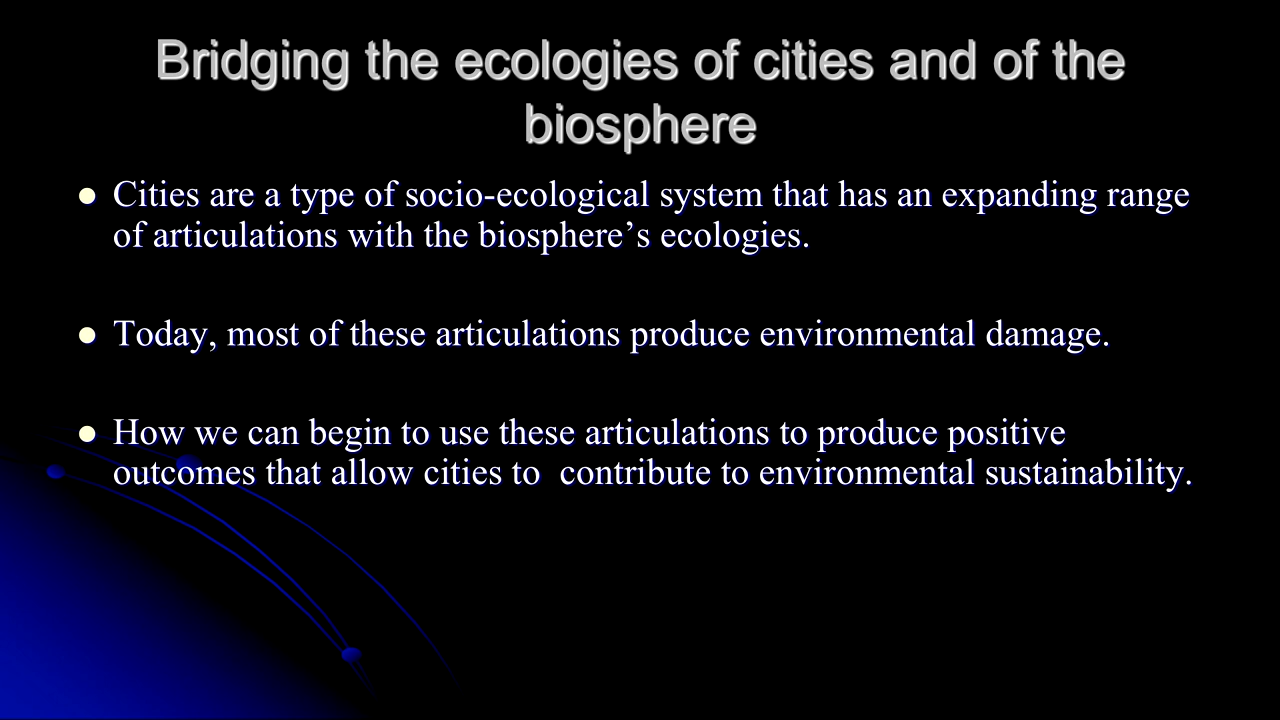 Bridging the ecologies of cities and of the
biosphere
● Cities are a type of socio-ecological system that has an expanding range
of articulations with the biosphere’s ecologies.
● Today, most of these articulations produce environmental damage.
● How we can begin to use these articulations to produce positive
outcomes that allow cities to  contribute to environmental sustainability.